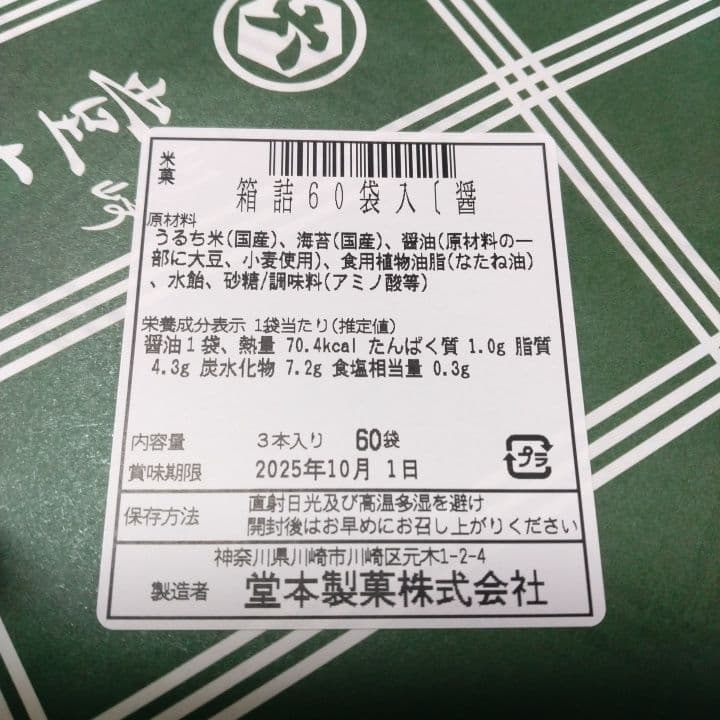 堂
米菓
箱詰60袋入〔醤
原材料
うるち米(国産)、海苔(国産)、醤油(原材料の一
部に大豆、小麦使用)、食用植物油脂(なたね油)
、水飴、砂糖/調味料(アミノ酸等)
栄養成分表示 1袋当たり(推定値)
醤油1袋、熱量 70.4kcal たんぱく質 1.0g 脂質
4.3g 炭水化物 7.2g 食塩相当量 0.3g
内容量 3本入り 60袋
賞味期限 2025年10月 1日
プラ
保存方法 直射日光及び高温多湿を避け
開封後はお早めにお召し上がりください
神奈川県川崎市川崎区元木1-2-4
製造者 堂本製菓株式会社